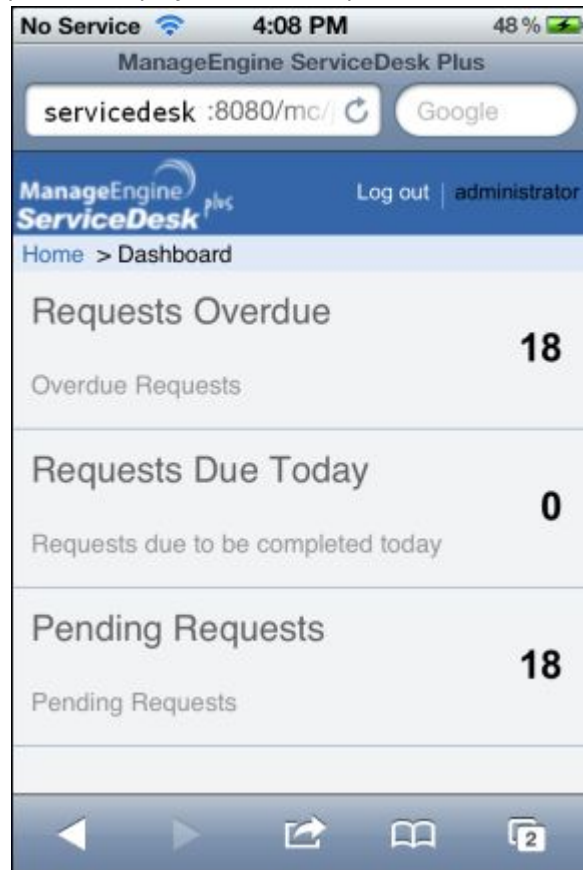 No Service 4:08 PM 48 %
ManageEngine ServiceDesk Plus
servicedesk :8080/mc/ Google
ManageEngine
ServiceDesk plus Log out | administrator
Home > Dashboard
Requests Overdue
18
Overdue Requests
Requests Due Today
0
Requests due to be completed today
Pending Requests
18
Pending Requests
2